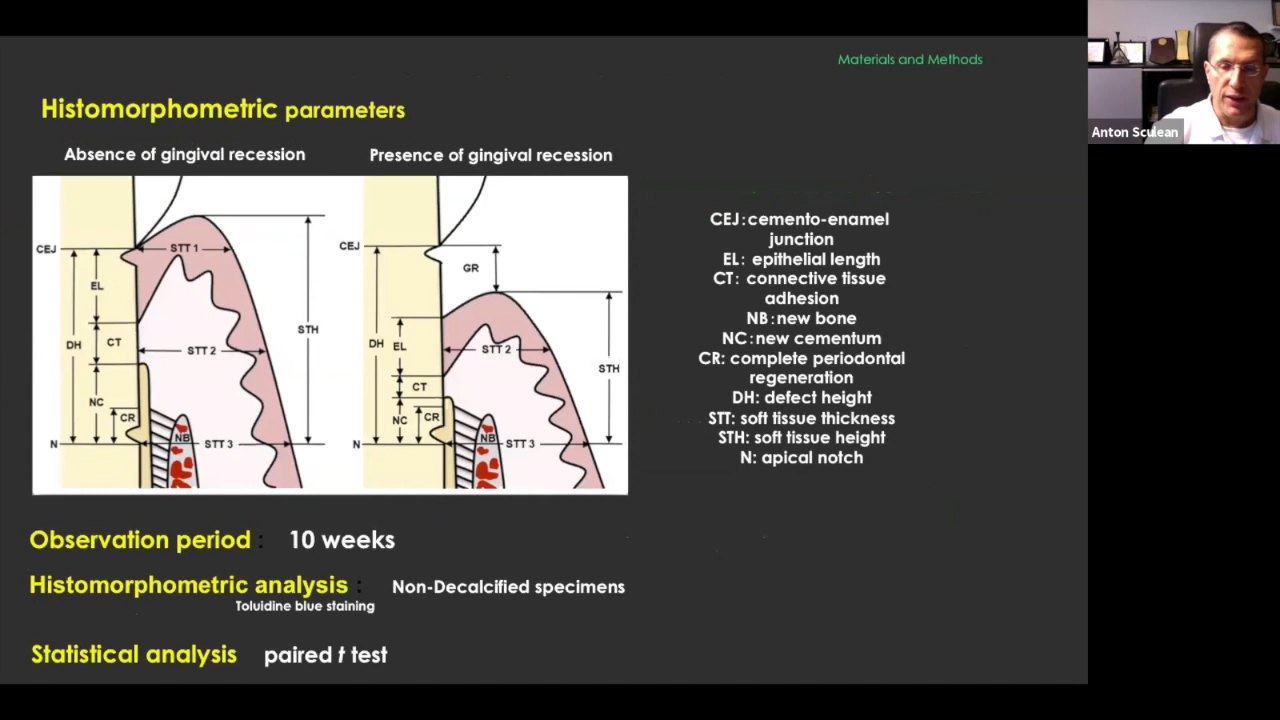 Materials and Methods
Histomorphometric parameters
Absence of gingival recession
Presence of gingival recession
CEJ
STT 1
EL
CT
DH
STT 2
STH
NC
CR
NB
N
STT 3
CEJ
GR
DH
EL
STT 2
CT
STH
NC
CR
NB
N
STT 3
CEJ: cemento-enamel
junction
EL: epithelial length
CT: connective tissue
adhesion
NB: new bone
NC: new cementum
CR: complete periodontal
regeneration
DH: defect height
STT: soft tissue thickness
STH: soft tissue height
N: apical notch
Observation period : 10 weeks
Histomorphometric analysis : Non-Decalcified specimens
Toluidine blue staining
Statistical analysis paired t test
Anton Sculean